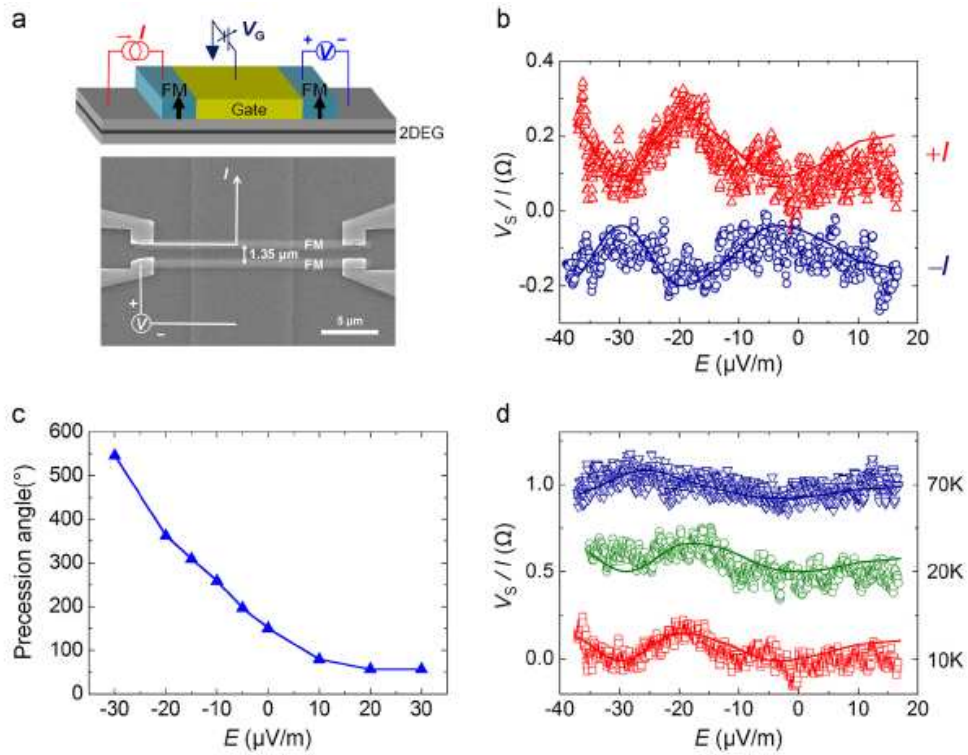 a
I
V_G
+ V −
FM
FM
Gate
2DEG
I
FM
1.35 μm
FM
+
V
−
5 μm
b
V_S / I (Ω)
0.4
0.2
0.0
-0.2
+I
−I
-40 -30 -20 -10 0 10 20
E (μV/m)
c
Precession angle(°)
600
500
400
300
200
100
0
-30 -20 -10 0 10 20 30
E (μV/m)
d
V_S / I (Ω)
1.0
0.5
0.0
70K
20K
10K
-40 -30 -20 -10 0 10 20
E (μV/m)